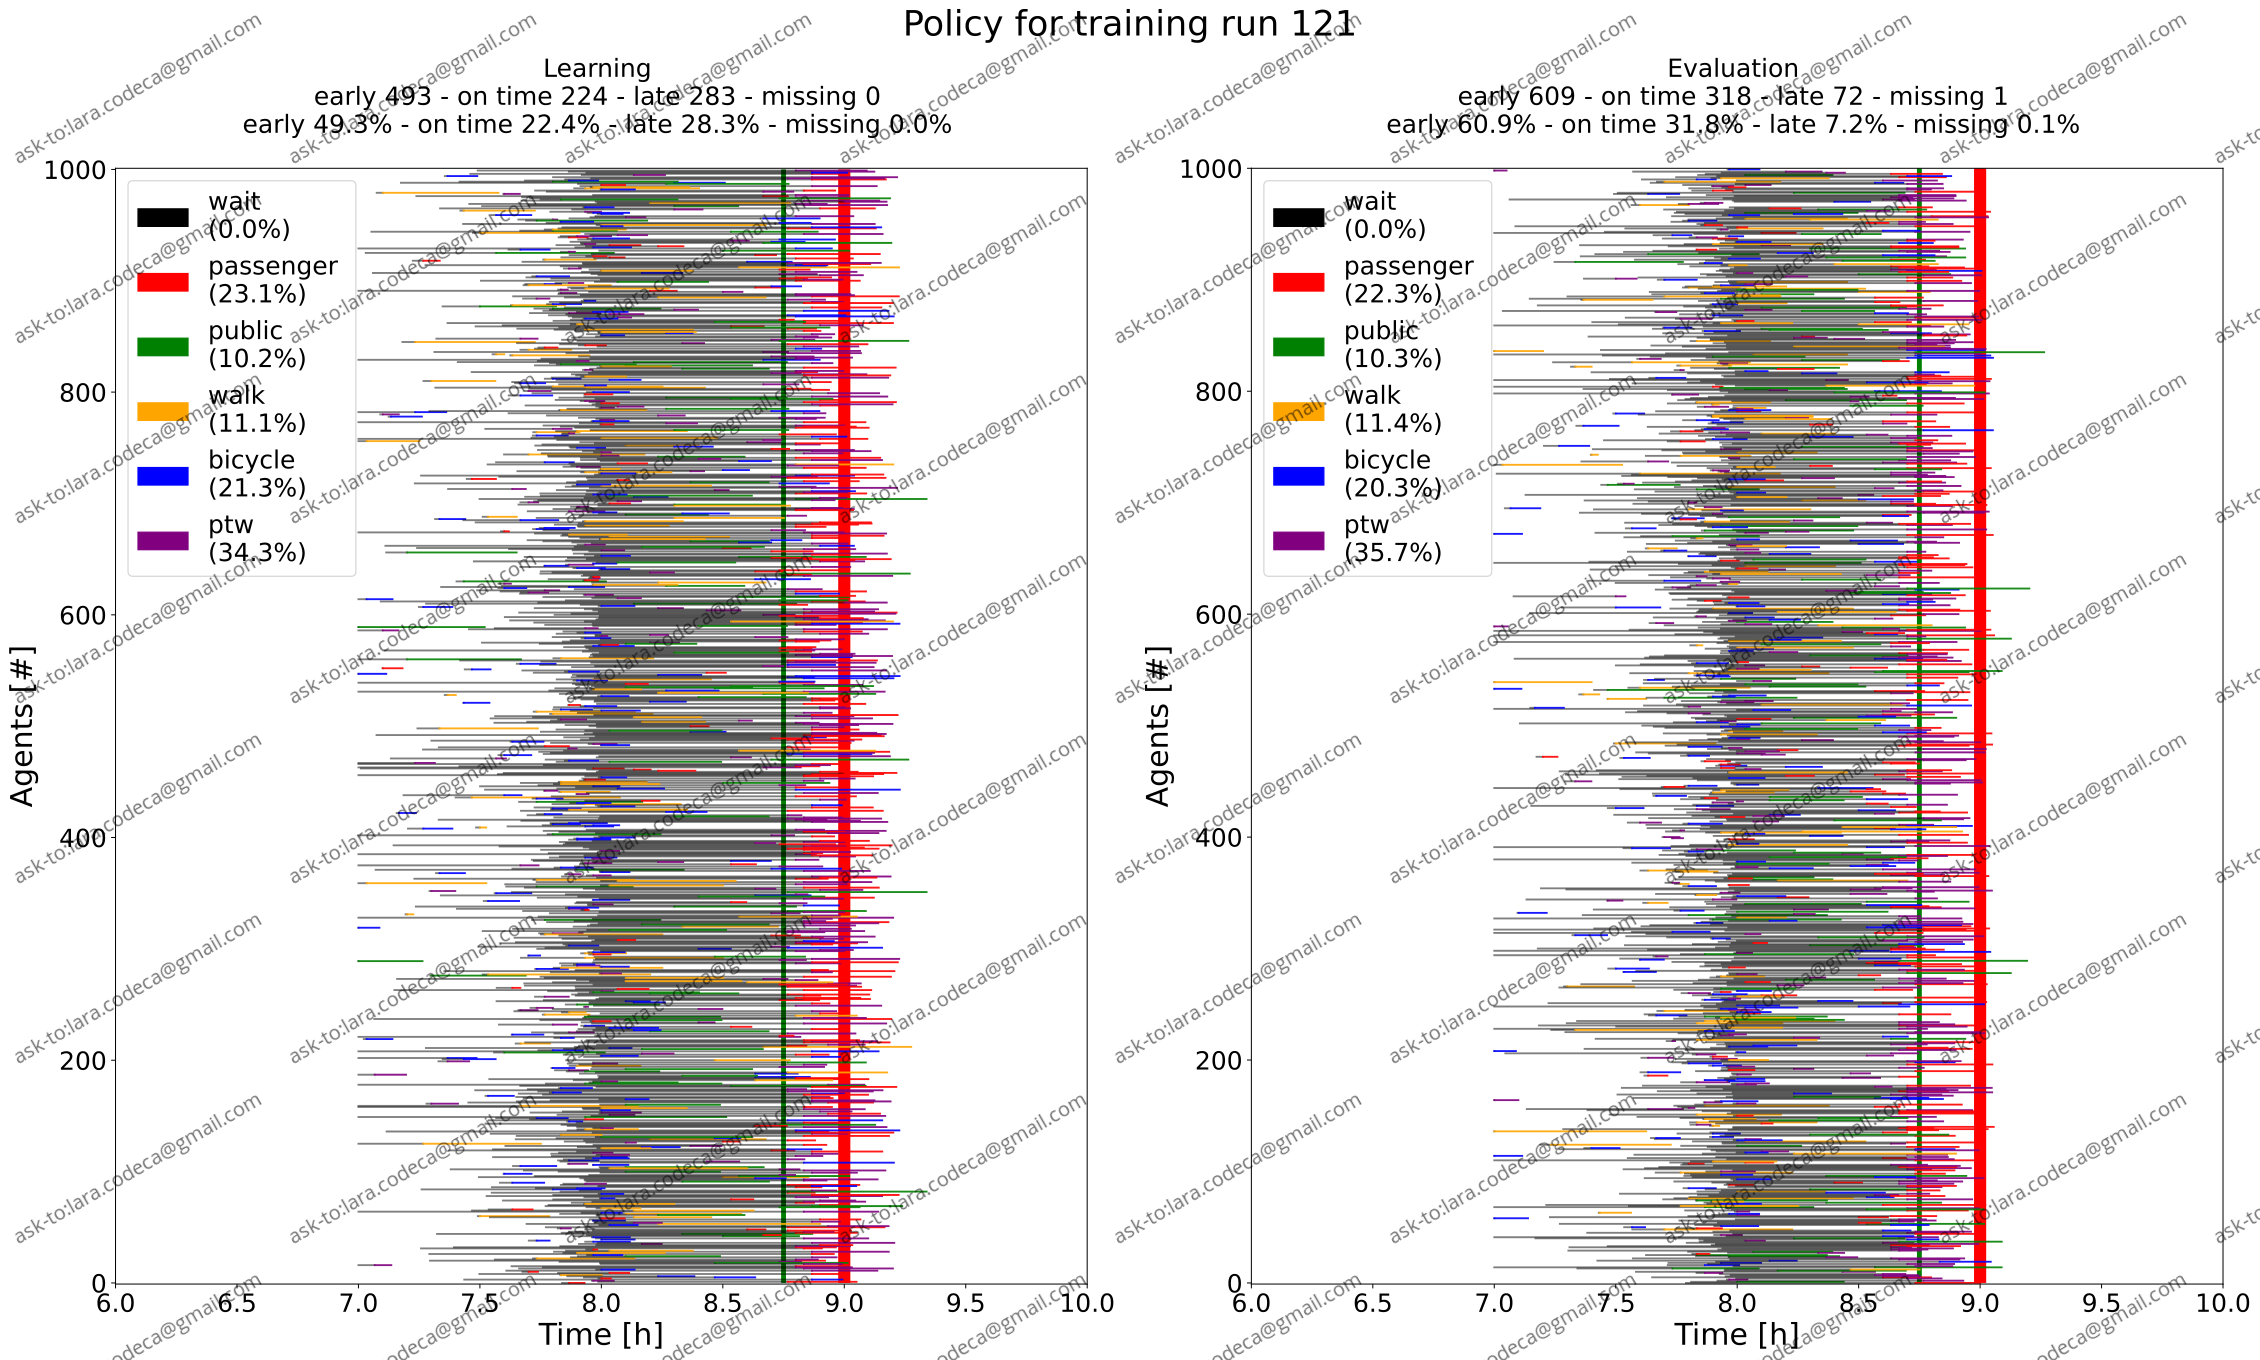 Policy for training run 121
Learning
early 493 - on time 224 - late 283 - missing 0
early 49.3% - on time 22.4% - late 28.3% - missing 0.0%
1000
800
600
400
200
0
Agents [#]
wait
(0.0%)
passenger
(23.1%)
public
(10.2%)
walk
(11.1%)
bicycle
(21.3%)
ptw
(34.3%)
6.0 6.5 7.0 7.5 8.0 8.5 9.0 9.5 10.0
Time [h]
Evaluation
early 609 - on time 318 - late 72 - missing 1
early 60.9% - on time 31.8% - late 7.2% - missing 0.1%
1000
800
600
400
200
0
Agents [#]
wait
(0.0%)
passenger
(22.3%)
public
(10.3%)
walk
(11.4%)
bicycle
(20.3%)
ptw
(35.7%)
6.0 6.5 7.0 7.5 8.0 8.5 9.0 9.5 10.0
Time [h]
ask-to:lara.codeca@gmail.com